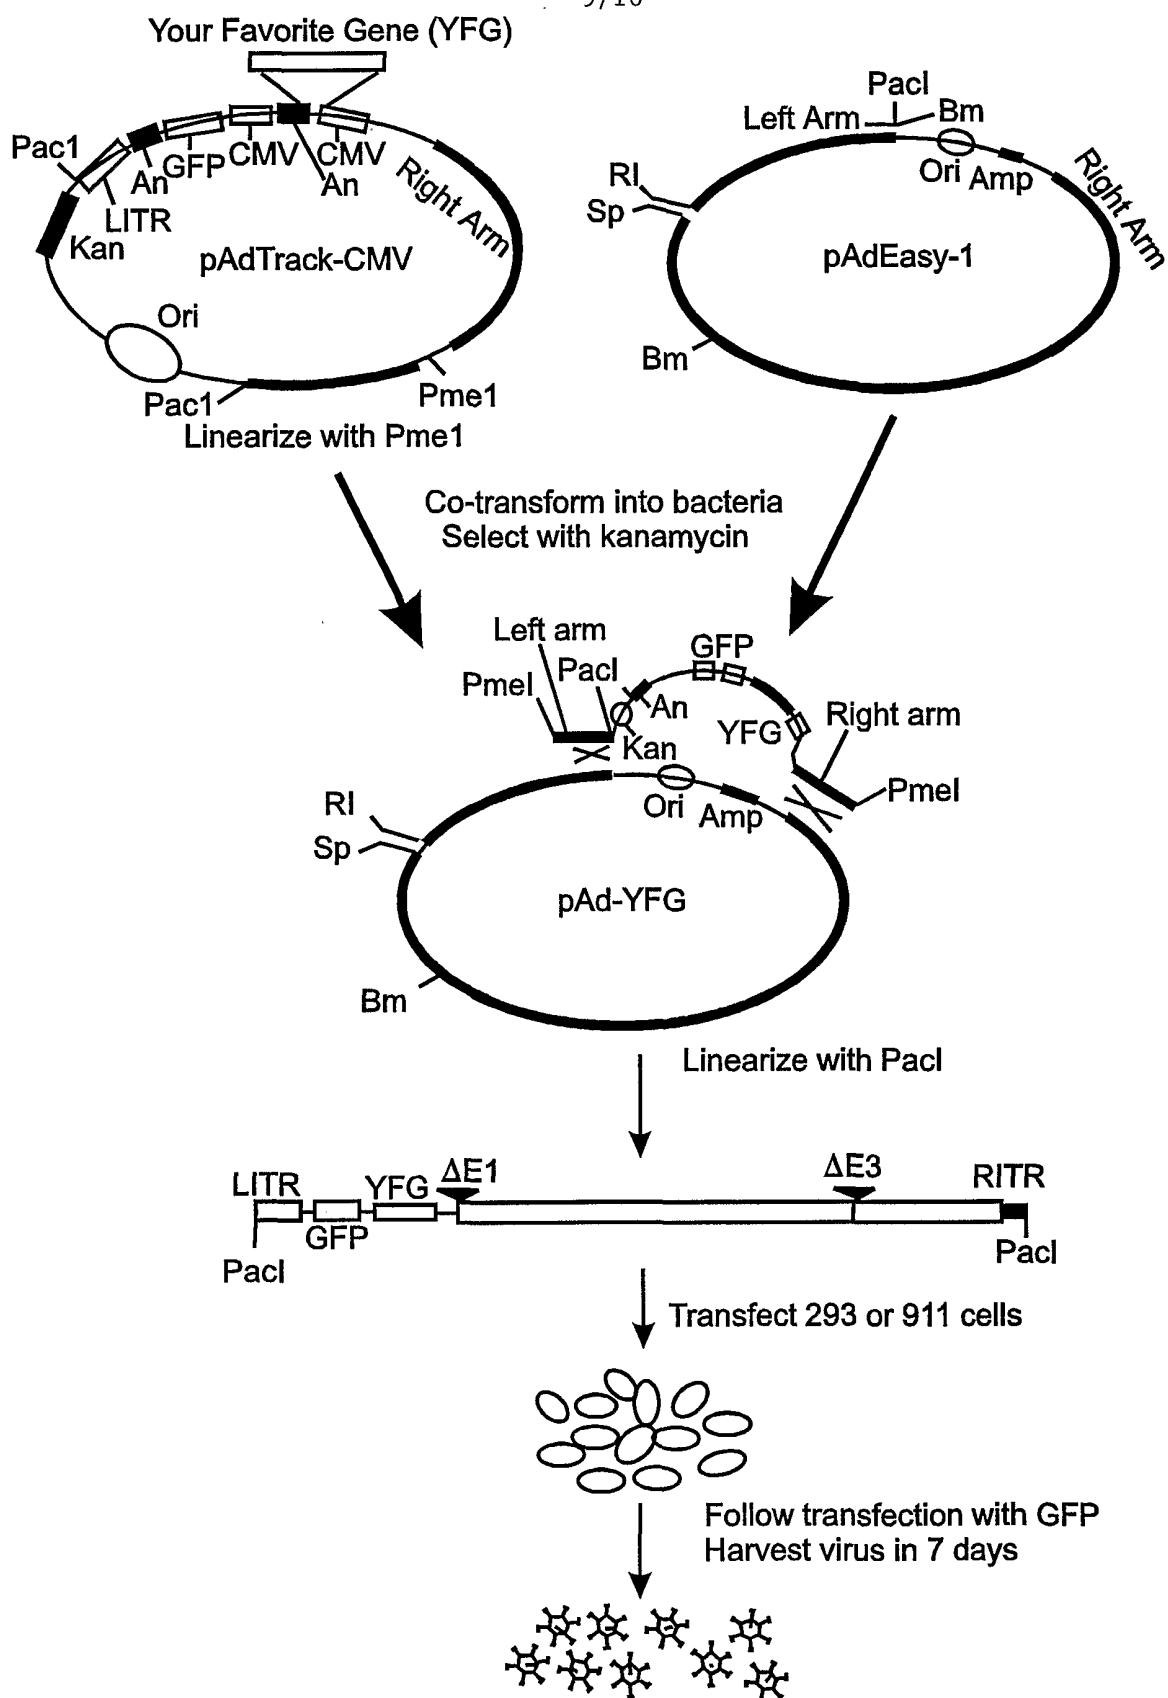 9/10
Your Favorite Gene (YFG)
Pac1
An
GFP
CMV
An
CMV
LITR
Kan
Right Arm
pAdTrack-CMV
Ori
Pac1
Pme1
Linearize with Pme1
PacI
Left Arm
Bm
RI
Sp
Ori
Amp
Right Arm
pAdEasy-1
Bm
Co-transform into bacteria
Select with kanamycin
Left arm
PmeI
PacI
GFP
An
Kan
YFG
Right arm
PmeI
RI
Sp
Ori
Amp
pAd-YFG
Bm
Linearize with PacI
LITR
YFG
ΔE1
ΔE3
RITR
GFP
PacI
PacI
Transfect 293 or 911 cells
Follow transfection with GFP
Harvest virus in 7 days